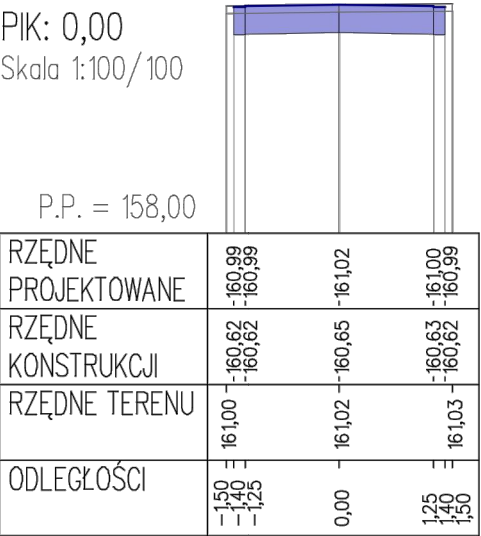 PIK: 0,00
Skala 1:100/100
P.P. = 158,00
RZĘDNE
PROJEKTOWANE
-160,99
-160,99
-161,02
-161,00
-160,99
RZĘDNE
KONSTRUKCJI
-160,62
-160,62
-160,65
-160,63
-160,62
RZĘDNE TERENU
161,00
161,02
161,03
ODLEGŁOŚCI
-1,50
-1,40
-1,25
0,00
1,25
1,40
1,50